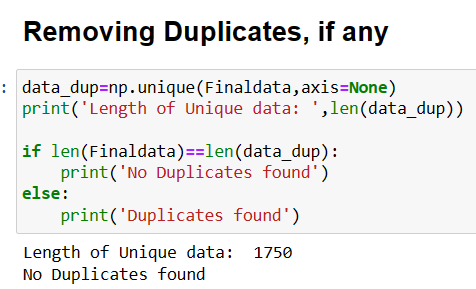 Removing Duplicates, if any
: data_dup=np.unique(Finaldata,axis=None)
print('Length of Unique data: ',len(data_dup))
if len(Finaldata)==len(data_dup):
    print('No Duplicates found')
else:
    print('Duplicates found')
Length of Unique data:  1750
No Duplicates found